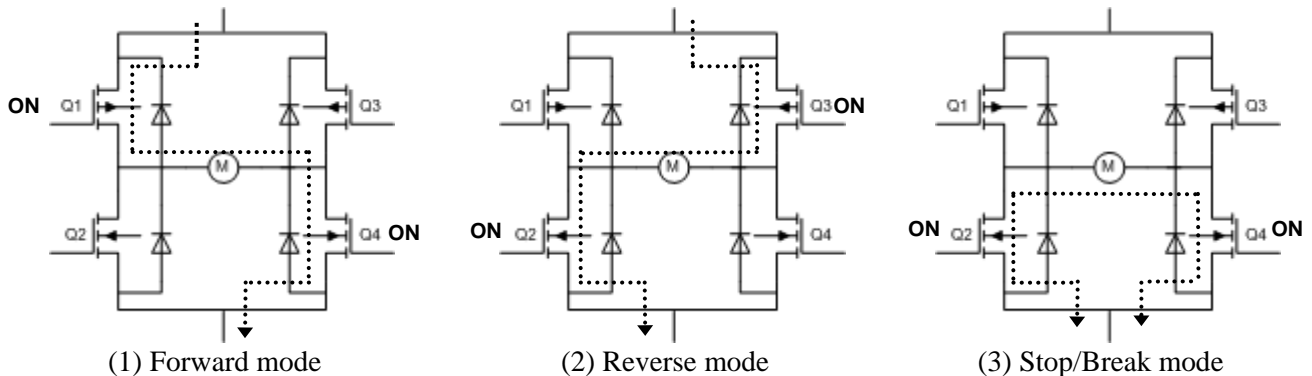 ON Q1 Q3
M
Q2 Q4 ON
(1) Forward mode
Q1 Q3 ON
M
ON Q2 Q4
(2) Reverse mode
Q1 Q3
M
ON Q2 Q4 ON
(3) Stop/Break mode